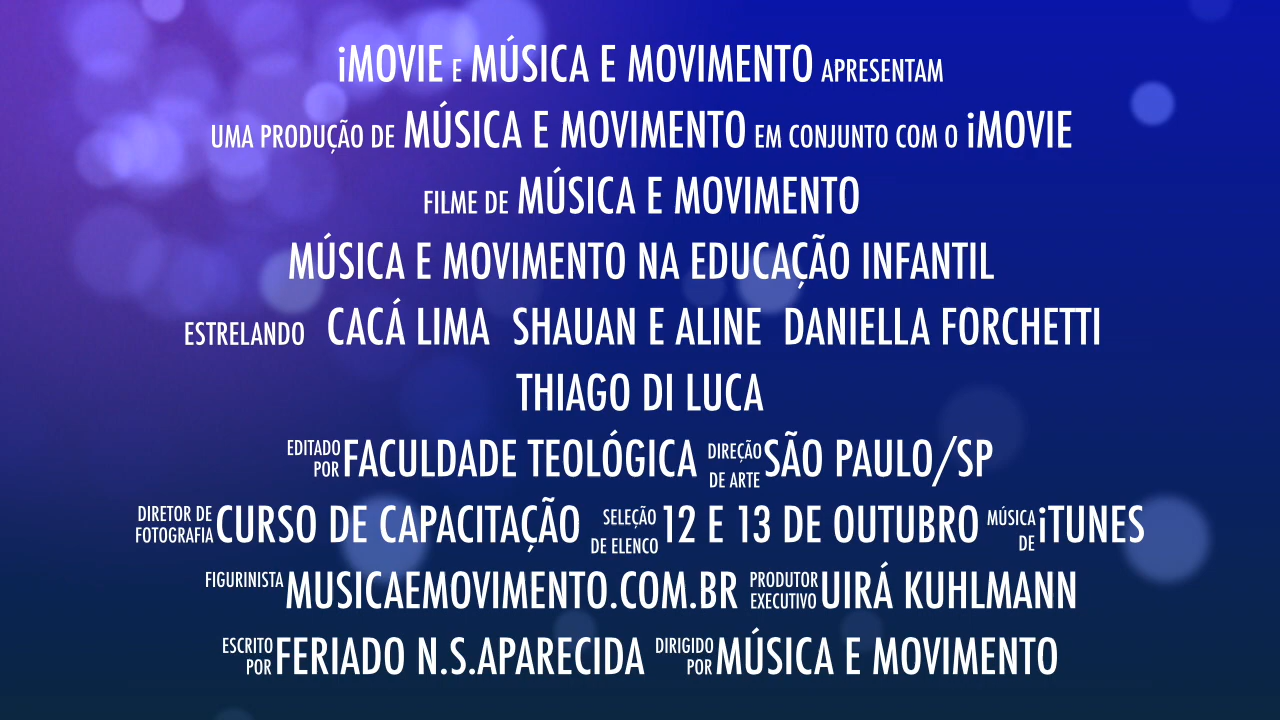 iMOVIE E MÚSICA E MOVIMENTO APRESENTAM
UMA PRODUÇÃO DE MÚSICA E MOVIMENTO EM CONJUNTO COM O iMOVIE
FILME DE MÚSICA E MOVIMENTO
MÚSICA E MOVIMENTO NA EDUCAÇÃO INFANTIL
ESTRELANDO CACÁ LIMA SHAUAN E ALINE DANIELLA FORCHETTI
THIAGO DI LUCA
EDITADO POR FACULDADE TEOLÓGICA DIREÇÃO DE ARTE SÃO PAULO/SP
DIRETOR DE FOTOGRAFIA CURSO DE CAPACITAÇÃO SELEÇÃO DE ELENCO 12 E 13 DE OUTUBRO MÚSICA DE iTUNES
FIGURINISTA MUSICAEMOVIMENTO.COM.BR PRODUTOR EXECUTIVO UIRÁ KUHLMANN
ESCRITO POR FERIADO N.S.APARECIDA DIRIGIDO POR MÚSICA E MOVIMENTO